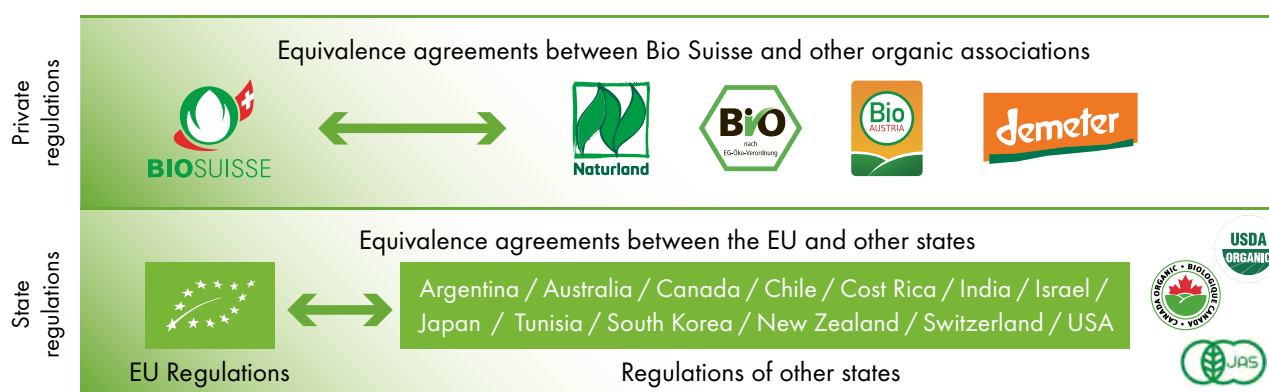 Private
regulations
Equivalence agreements between Bio Suisse and other organic associations
BIOSUISSE
Naturland
BiO
nach
EG-Öko-Verordnung
Bio
AUSTRIA
demeter
State
regulations
Equivalence agreements between the EU and other states
Argentina / Australia / Canada / Chile / Cost Rica / India / Israel /
Japan / Tunisia / South Korea / New Zealand / Switzerland / USA
EU Regulations
Regulations of other states
USDA
ORGANIC
CANADA ORGANIC • BIOLOGIQUE CANADA •
JAS